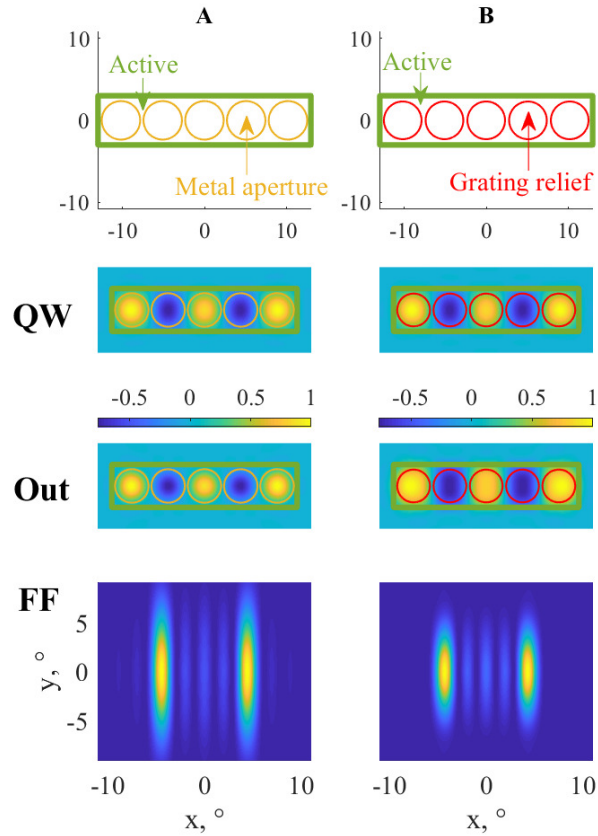 A B
10 10
Active Active
0 0
Metal aperture Grating relief
-10 -10
-10 0 10 -10 0 10
QW
-0.5 0 0.5 1 -0.5 0 0.5 1
Out
FF
5
0
-5
y, °
-10 0 10 -10 0 10
x, ° x, °